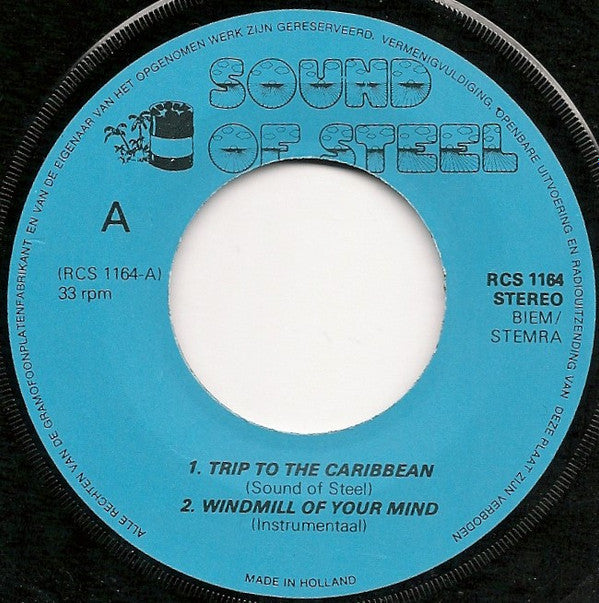 ALLE RECHTEN VAN DE GRAMOFOONPLATENFABRIKANT EN VAN DE EIGENAAR VAN HET OPGENOMEN WERK ZIJN GERESERVEERD. VERMENIGVULDIGING, OPENBARE UITVOERING EN RADIOUITZENDING VAN DEZE PLAAT ZIJN VERBODEN
SOUND
OF STEEL
A
(RCS 1164-A)
33 rpm
RCS 1164
STEREO
BIEM/
STEMRA
1. TRIP TO THE CARIBBEAN
(Sound of Steel)
2. WINDMILL OF YOUR MIND
(Instrumentaal)
MADE IN HOLLAND